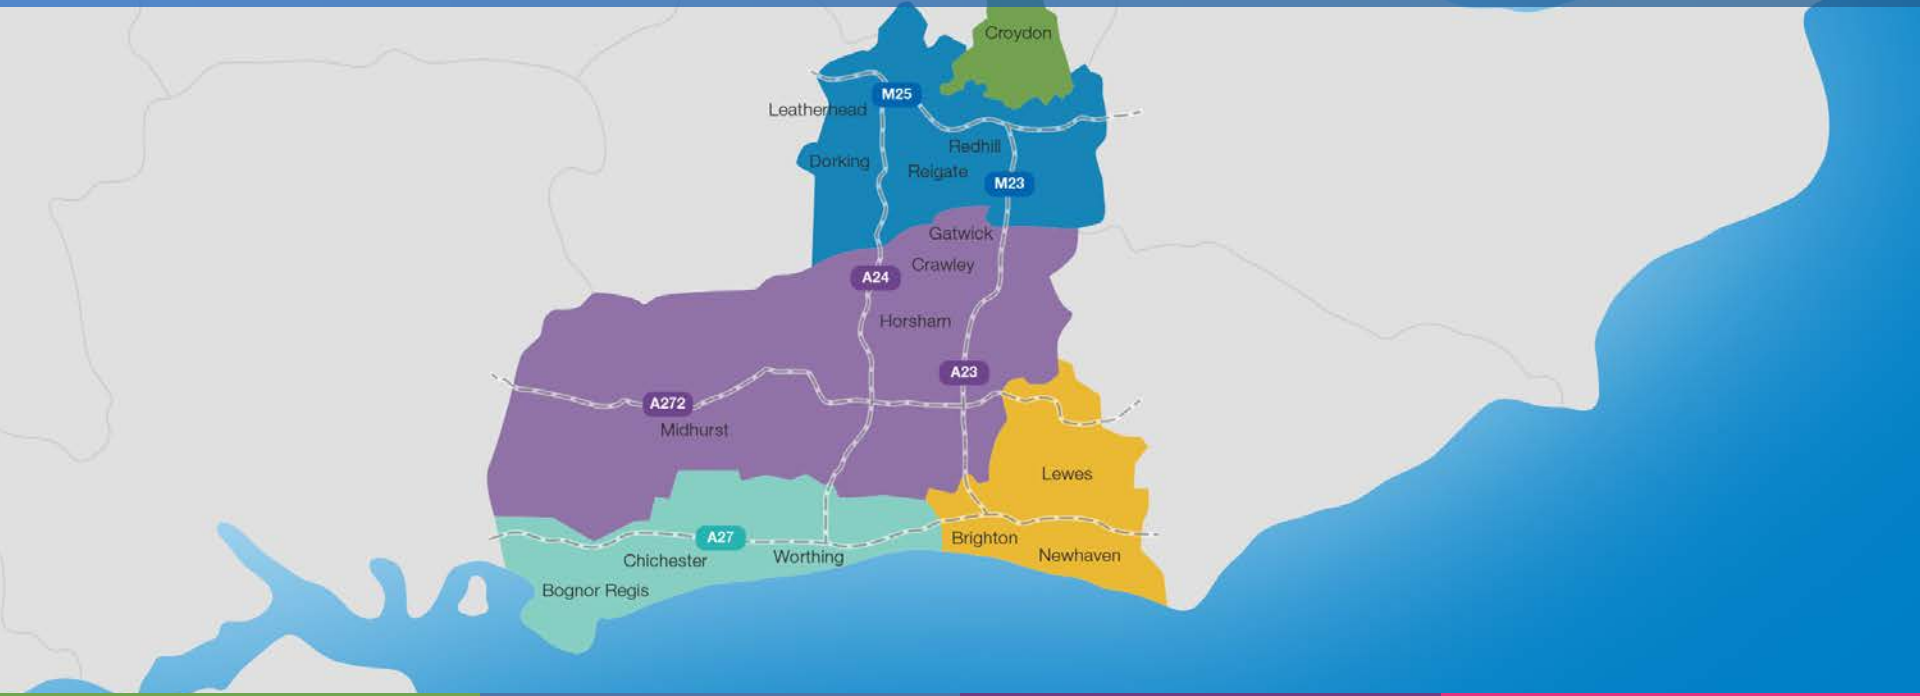 Croydon
M25
Leatherhead
Redhill
Dorking
Reigate
M23
Gatwick
Crawley
A24
Horsham
A23
A272
Midhurst
Lewes
A27
Brighton
Chichester
Worthing
Newhaven
Bognor Regis